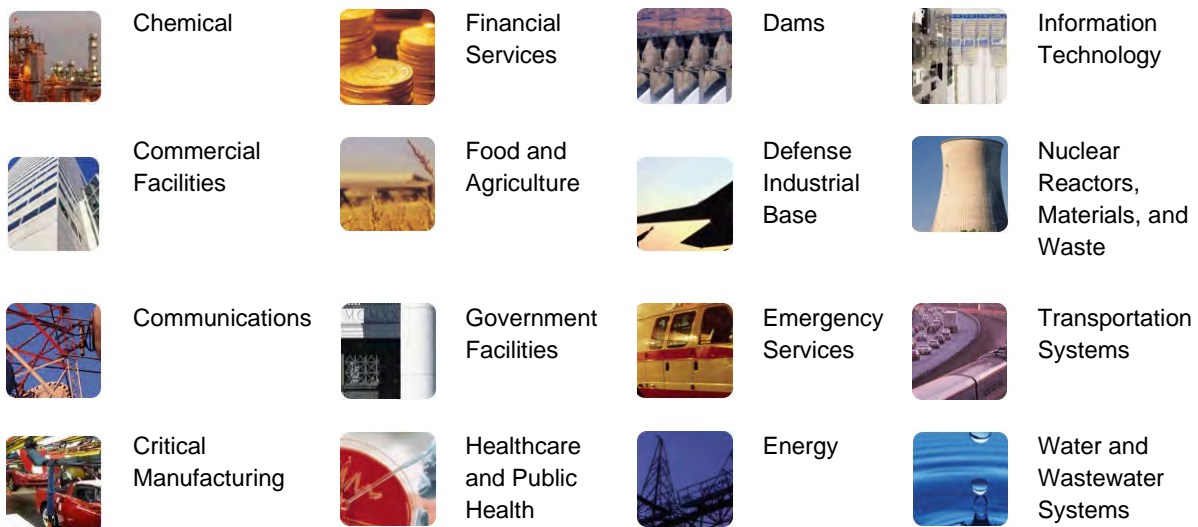 Chemical
Financial
Services
Dams
Information
Technology
Commercial
Facilities
Food and
Agriculture
Defense
Industrial
Base
Nuclear
Reactors,
Materials, and
Waste
Communications
Government
Facilities
Emergency
Services
Transportation
Systems
Critical
Manufacturing
Healthcare
and Public
Health
Energy
Water and
Wastewater
Systems